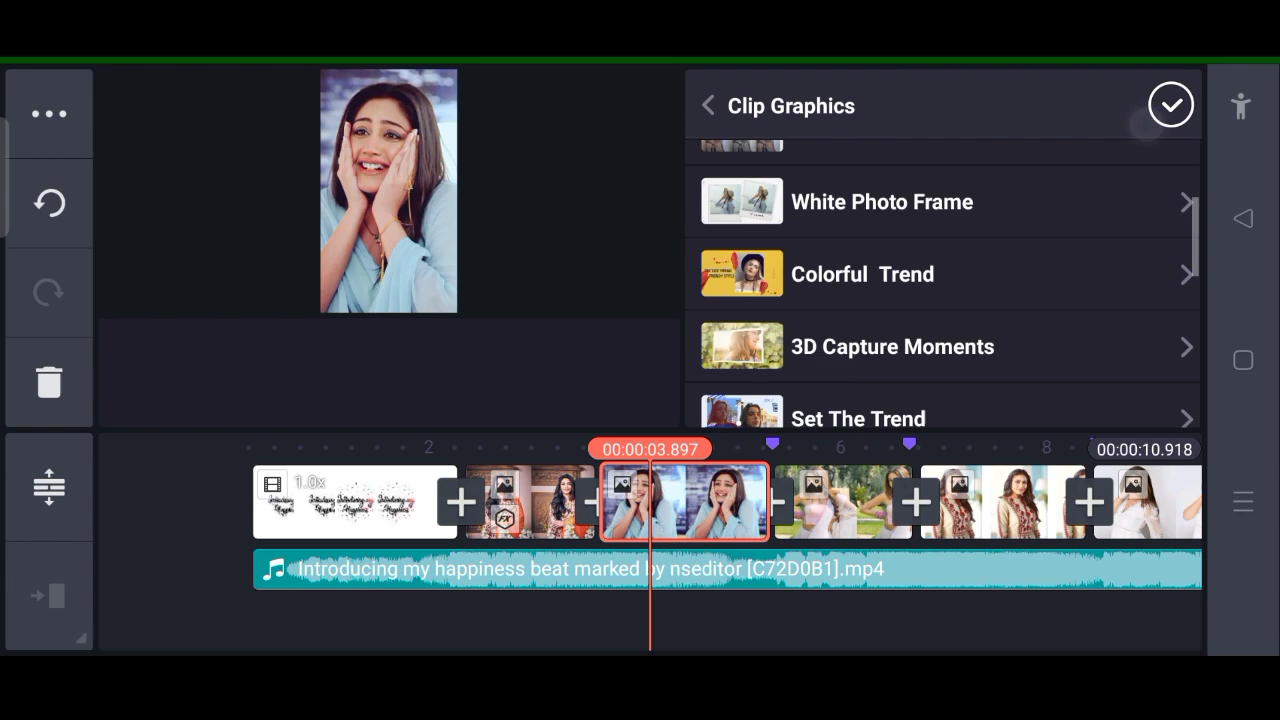 Clip Graphics
White Photo Frame
Colorful Trend
3D Capture Moments
Set The Trend
2
00:00:03.897
6
8
00:00:10.918
1.0x
FX
Introducing my happiness beat marked by nseditor [C72D0B1].mp4